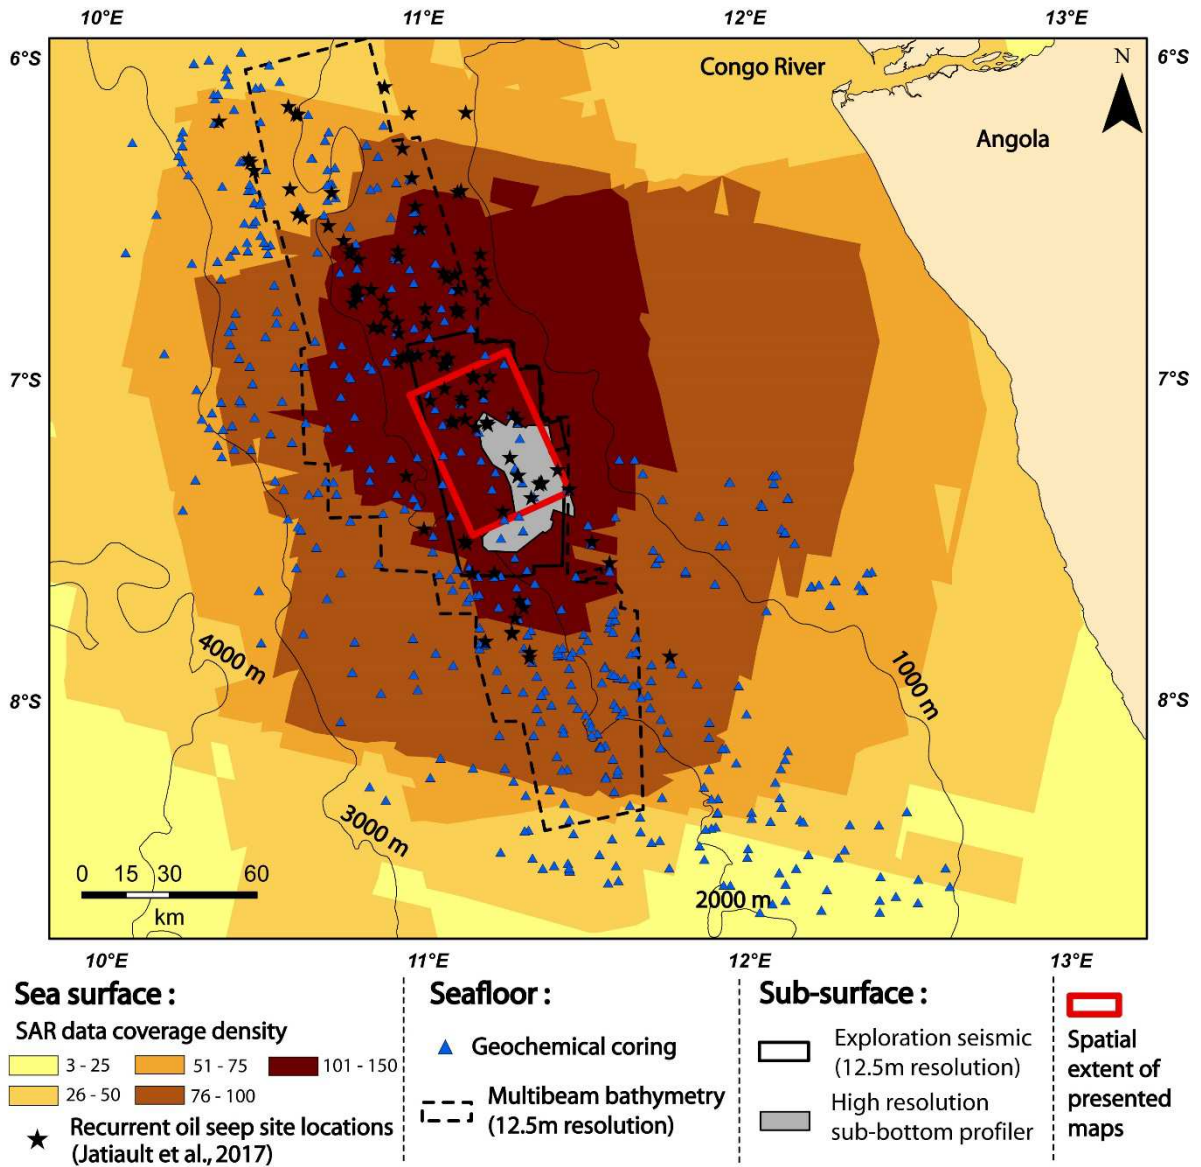 10°E 11°E 12°E 13°E
6°S 6°S
Congo River
N
Angola
7°S 7°S
4000 m
1000 m
8°S 8°S
3000 m
0 15 30 60
km
2000 m
10°E 11°E 12°E 13°E
Sea surface :
SAR data coverage density
3 - 25 51 - 75 101 - 150
26 - 50 76 - 100
Recurrent oil seep site locations
(Jatiault et al., 2017)
Seafloor :
Geochemical coring
Multibeam bathymetry
(12.5m resolution)
Sub-surface :
Exploration seismic
(12.5m resolution)
High resolution
sub-bottom profiler
Spatial
extent of
presented
maps